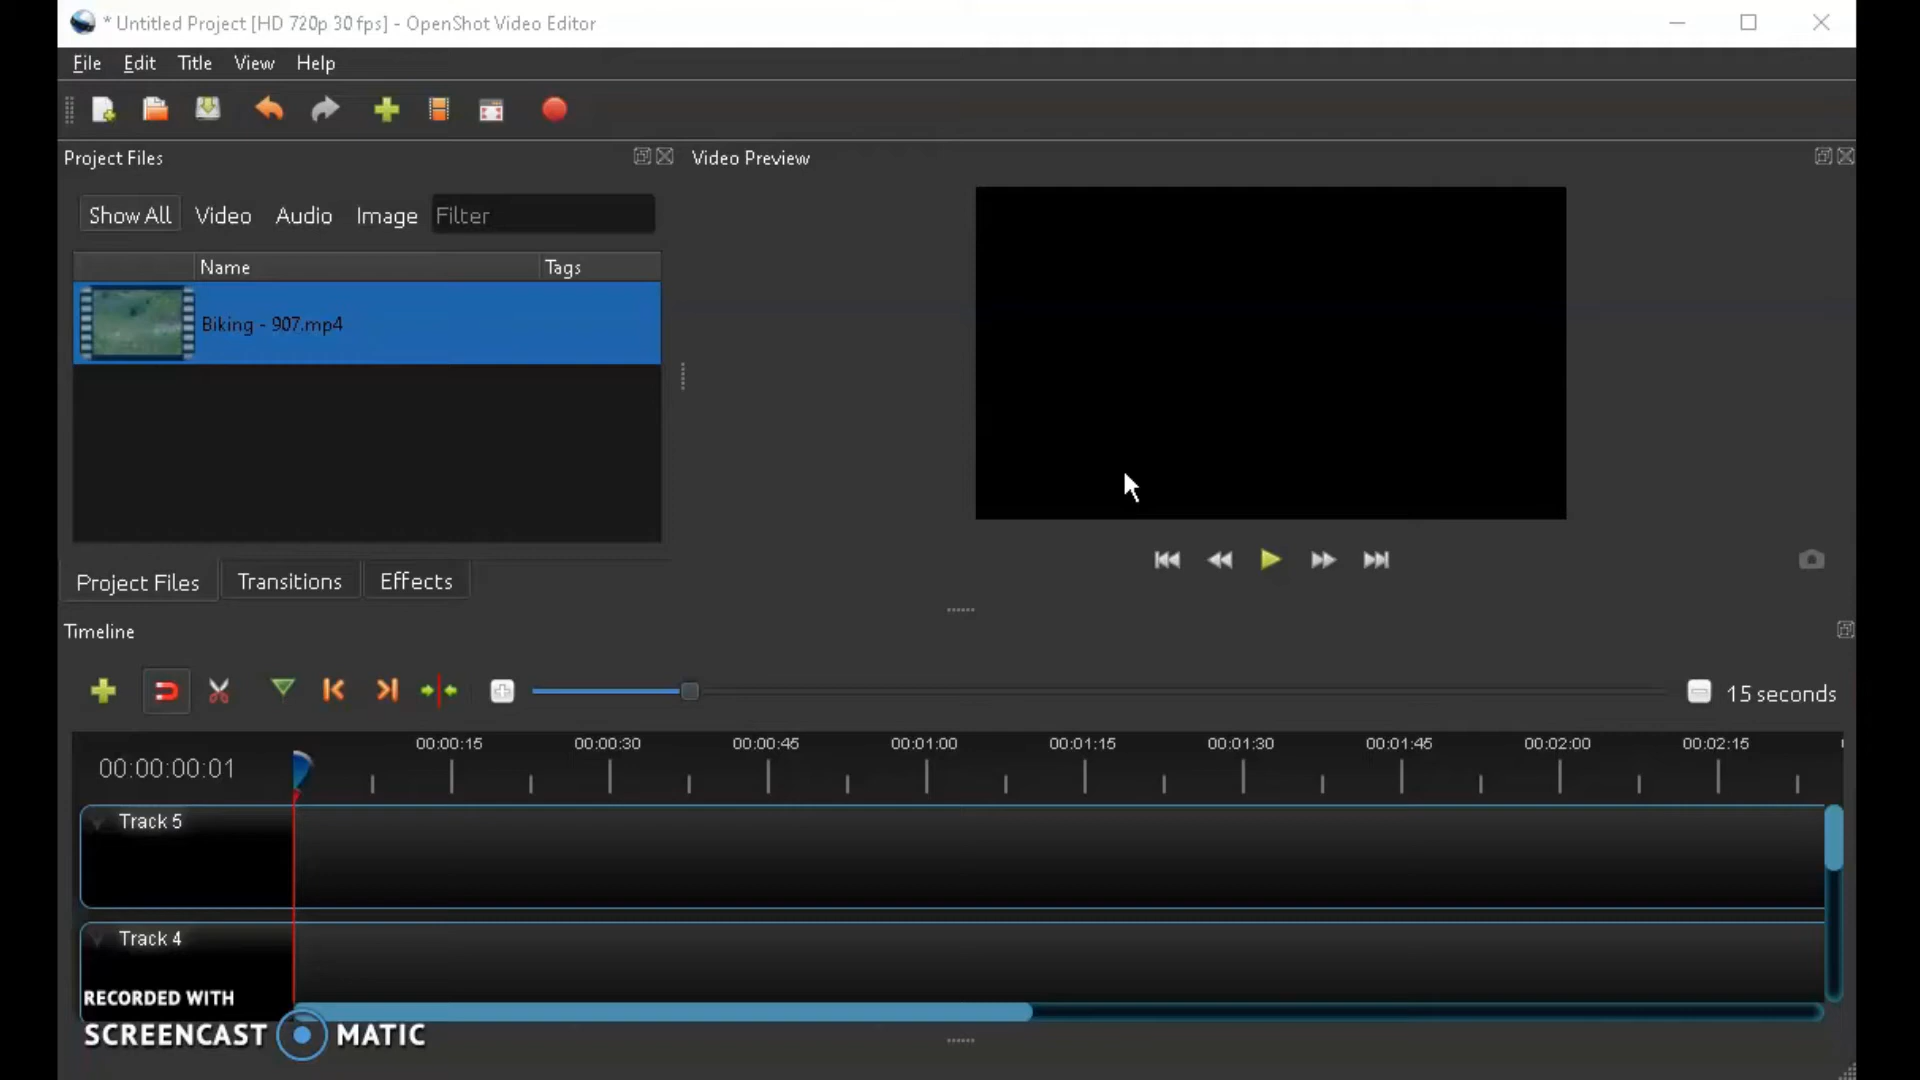 * Untitled Project [HD 720p 30 fps] - OpenShot Video Editor
File Edit Title View Help
Project Files
Video Preview
Show All Video Audio Image Filter
Name Tags
Biking - 907.mp4
Project Files Transitions Effects
Timeline
15 seconds
00:00:15 00:00:30 00:00:45 00:01:00 00:01:15 00:01:30 00:01:45 00:02:00 00:02:15
00:00:00:01
Track 5
Track 4
RECORDED WITH
SCREENCAST MATIC